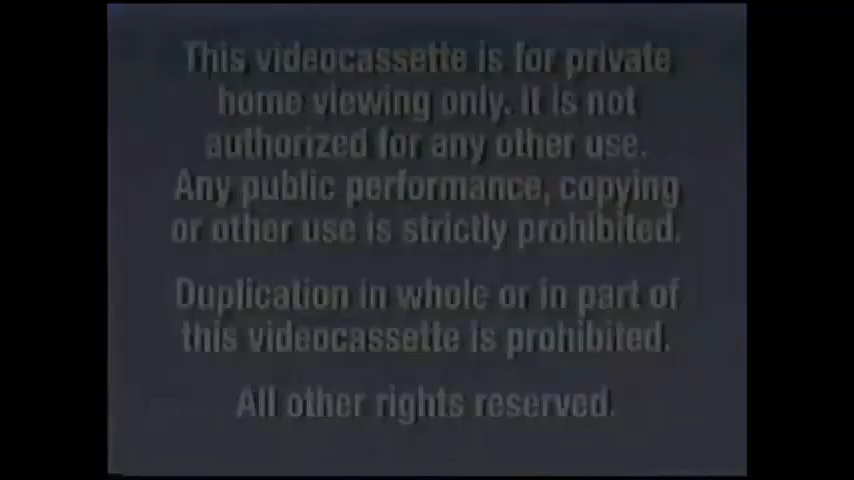 This videocassette is for private
home viewing only. It is not
authorized for any other use.
Any public performance, copying
or other use is strictly prohibited.
Duplication in whole or in part of
this videocassette is prohibited.
All other rights reserved.